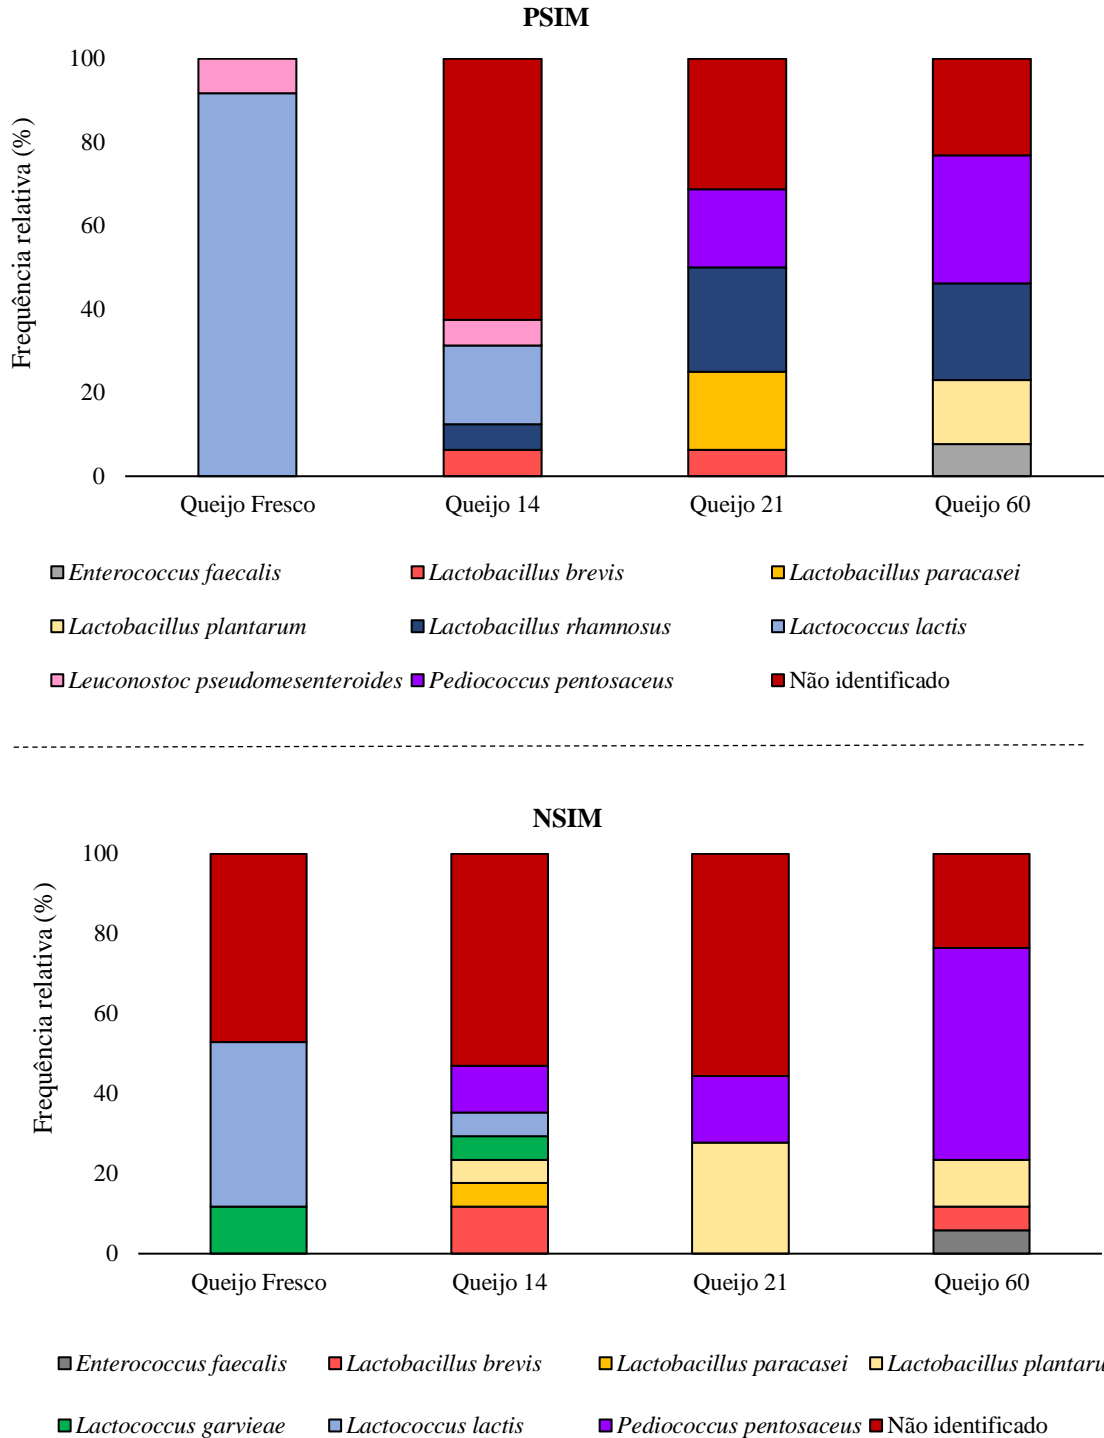 PSIM
Frequência relativa (%)
100
80
60
40
20
0
Queijo Fresco Queijo 14 Queijo 21 Queijo 60
Enterococcus faecalis Lactobacillus brevis Lactobacillus paracasei
Lactobacillus plantarum Lactobacillus rhamnosus Lactococcus lactis
Leuconostoc pseudomesenteroides Pediococcus pentosaceus Não identificado
NSIM
Frequência relativa (%)
100
80
60
40
20
0
Queijo Fresco Queijo 14 Queijo 21 Queijo 60
Enterococcus faecalis Lactobacillus brevis Lactobacillus paracasei Lactobacillus plantaru
Lactococcus garvieae Lactococcus lactis Pediococcus pentosaceus Não identificado